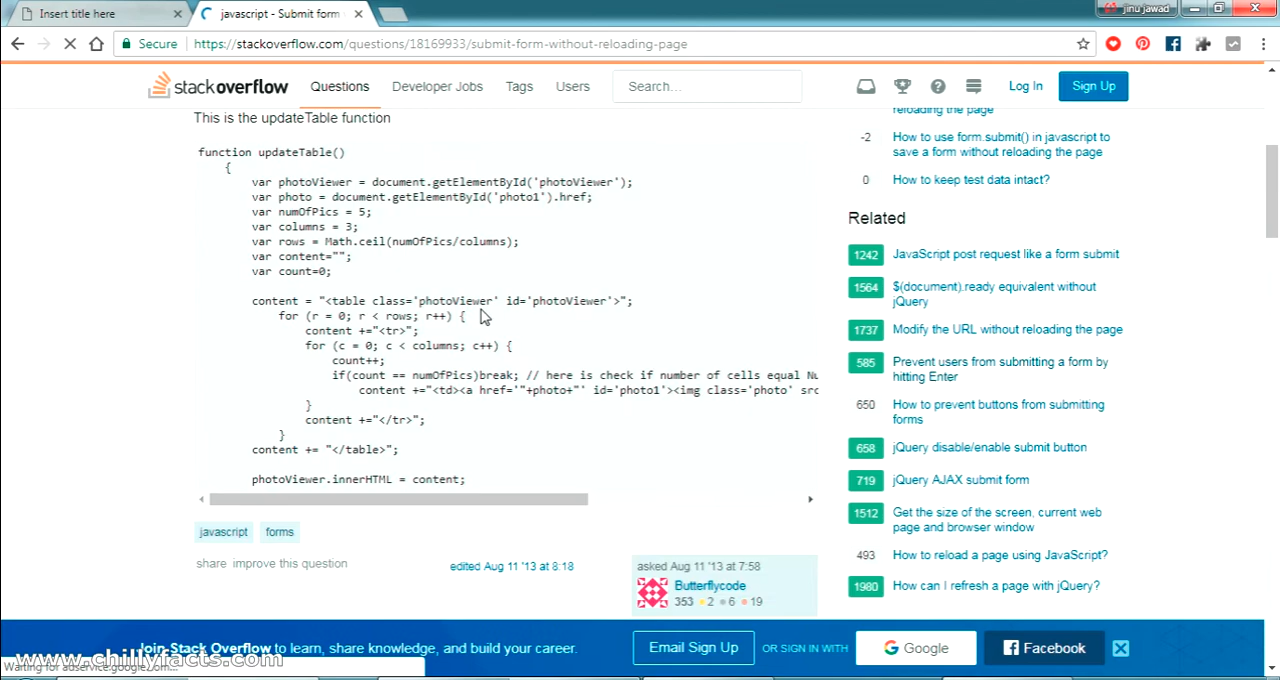 Insert title here
javascript - Submit form
jinu jawad
Secure
https://stackoverflow.com/questions/18169933/submit-form-without-reloading-page
stackoverflow
Questions
Developer Jobs
Tags
Users
Search...
Log In
Sign Up
This is the updateTable function
function updateTable()
{
var photoViewer = document.getElementById('photoViewer');
var photo = document.getElementById('photo1').href;
var numOfPics = 5;
var columns = 3;
var rows = Math.ceil(numOfPics/columns);
var content="";
var count=0;
content = "<table class='photoViewer' id='photoViewer'>";
for (r = 0; r < rows; r++) {
content +="<tr>";
for (c = 0; c < columns; c++) {
count++;
if(count == numOfPics)break; // here is check if number of cells equal Nu
content +="<td><a href='"+photo+"' id='photo1'><img class='photo' src
}
content +="</tr>";
}
content += "</table>";
photoViewer.innerHTML = content;
javascript
forms
share improve this question
edited Aug 11 '13 at 8:18
asked Aug 11 '13 at 7:58
Butterflycode
353 2 6 19
reloading the page
-2 How to use form.submit() in javascript to
save a form without reloading the page
0 How to keep test data intact?
Related
1242 JavaScript post request like a form submit
1564 $(document).ready equivalent without
jQuery
1737 Modify the URL without reloading the page
585 Prevent users from submitting a form by
hitting Enter
650 How to prevent buttons from submitting
forms
658 jQuery disable/enable submit button
719 jQuery AJAX submit form
1512 Get the size of the screen, current web
page and browser window
493 How to reload a page using JavaScript?
1980 How can I refresh a page with jQuery?
Join Stack Overflow to learn, share knowledge, and build your career.
Email Sign Up
OR SIGN IN WITH
Google
Facebook
www.chillyfacts.com
Waiting for adservice.google.com...